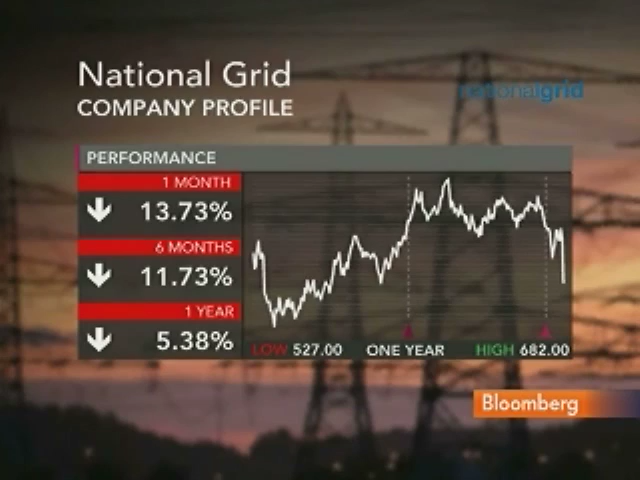 National Grid
COMPANY PROFILE
nationalgrid
PERFORMANCE
1 MONTH
13.73%
6 MONTHS
11.73%
1 YEAR
5.38%
LOW 527.00 ONE YEAR HIGH 682.00
Bloomberg